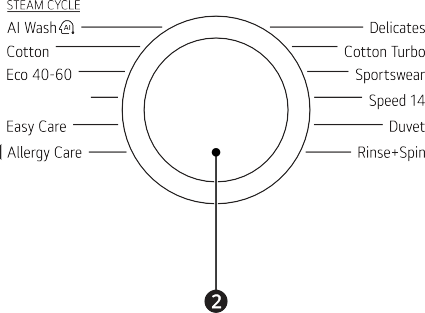 STEAM CYCLE
AI Wash AI
Cotton
Eco 40-60
Easy Care
Allergy Care
Delicates
Cotton Turbo
Sportswear
Speed 14
Duvet
Rinse+Spin
2